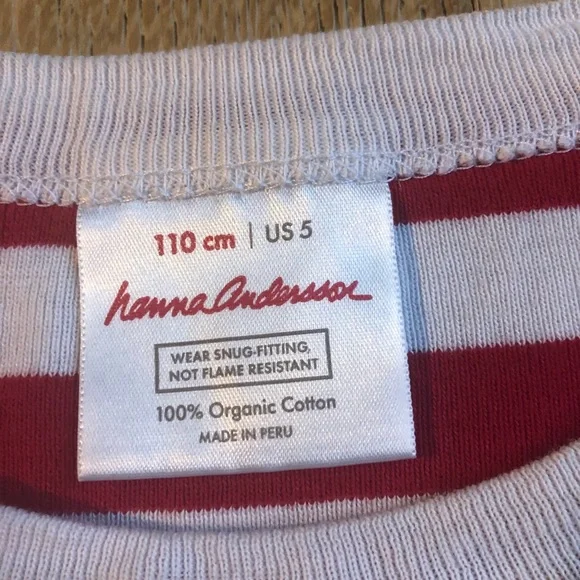 110 cm | US 5
hanna Andersson
WEAR SNUG-FITTING,
NOT FLAME RESISTANT
100% Organic Cotton
MADE IN PERU